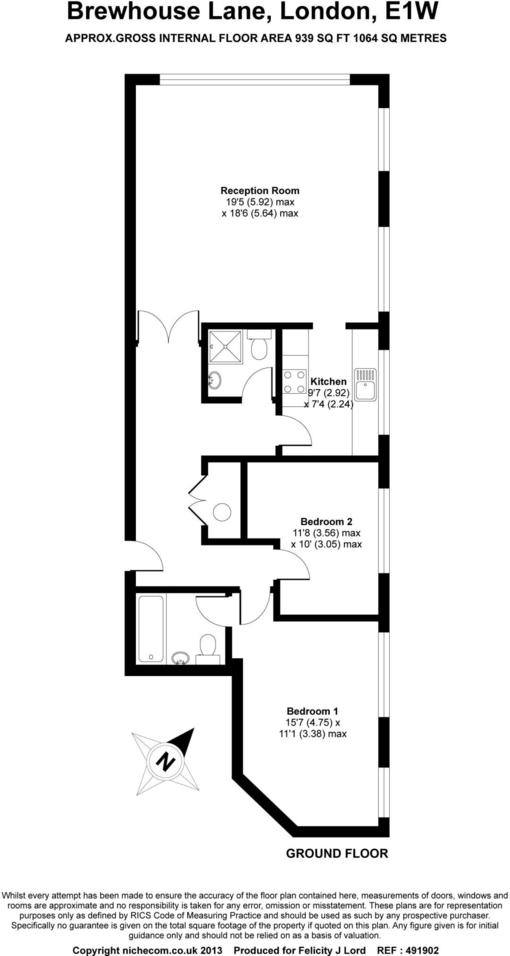 Brewhouse Lane, London, E1W
APPROX.GROSS INTERNAL FLOOR AREA 939 SQ FT 1064 SQ METRES
Reception Room
19'5 (5.92) max
x 18'6 (5.64) max
Kitchen
9'7 (2.92)
x 7'4 (2.24)
Bedroom 2
11'8 (3.56) max
x 10' (3.05) max
Bedroom 1
15'7 (4.75) x
11'1 (3.38) max
N
GROUND FLOOR
Whilst every attempt has been made to ensure the accuracy of the floor plan contained here, measurements of doors, windows and
rooms are approximate and no responsibility is taken for any error, omission or misstatement. These plans are for representation
purposes only as defined by RICS Code of Measuring Practice and should be used as such by any prospective purchaser.
Specifically no guarantee is given on the total square footage of the property if quoted on this plan. Any figure given is for initial
guidance only and should not be relied on as a basis of valuation.
Copyright nichecom.co.uk 2013 Produced for Felicity J Lord REF : 491902